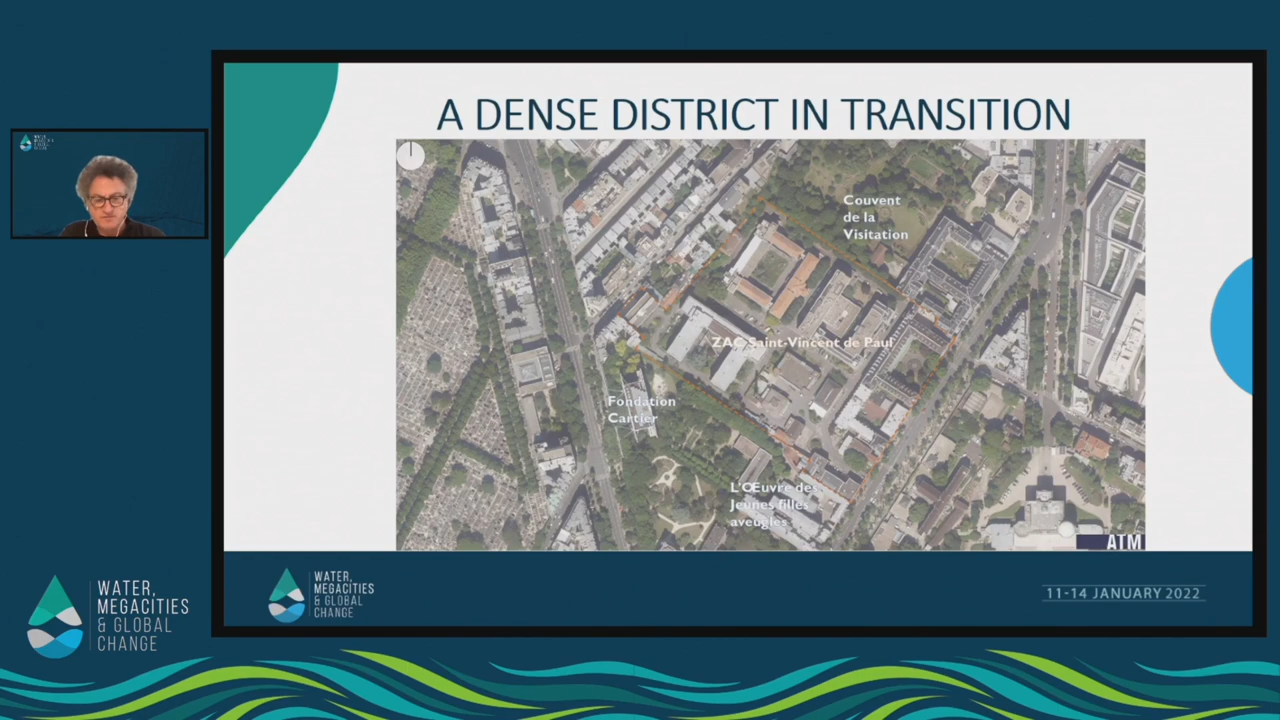 A DENSE DISTRICT IN TRANSITION
Couvent
de la
Visitation
ZAC Saint-Vincent de Paul
Fondation
Cartier
L'Œuvre des
Jeunes filles
aveugles
ATM
WATER,
MEGACITIES
& GLOBAL
CHANGE
11-14 JANUARY 2022
WATER,
MEGACITIES
& GLOBAL
CHANGE